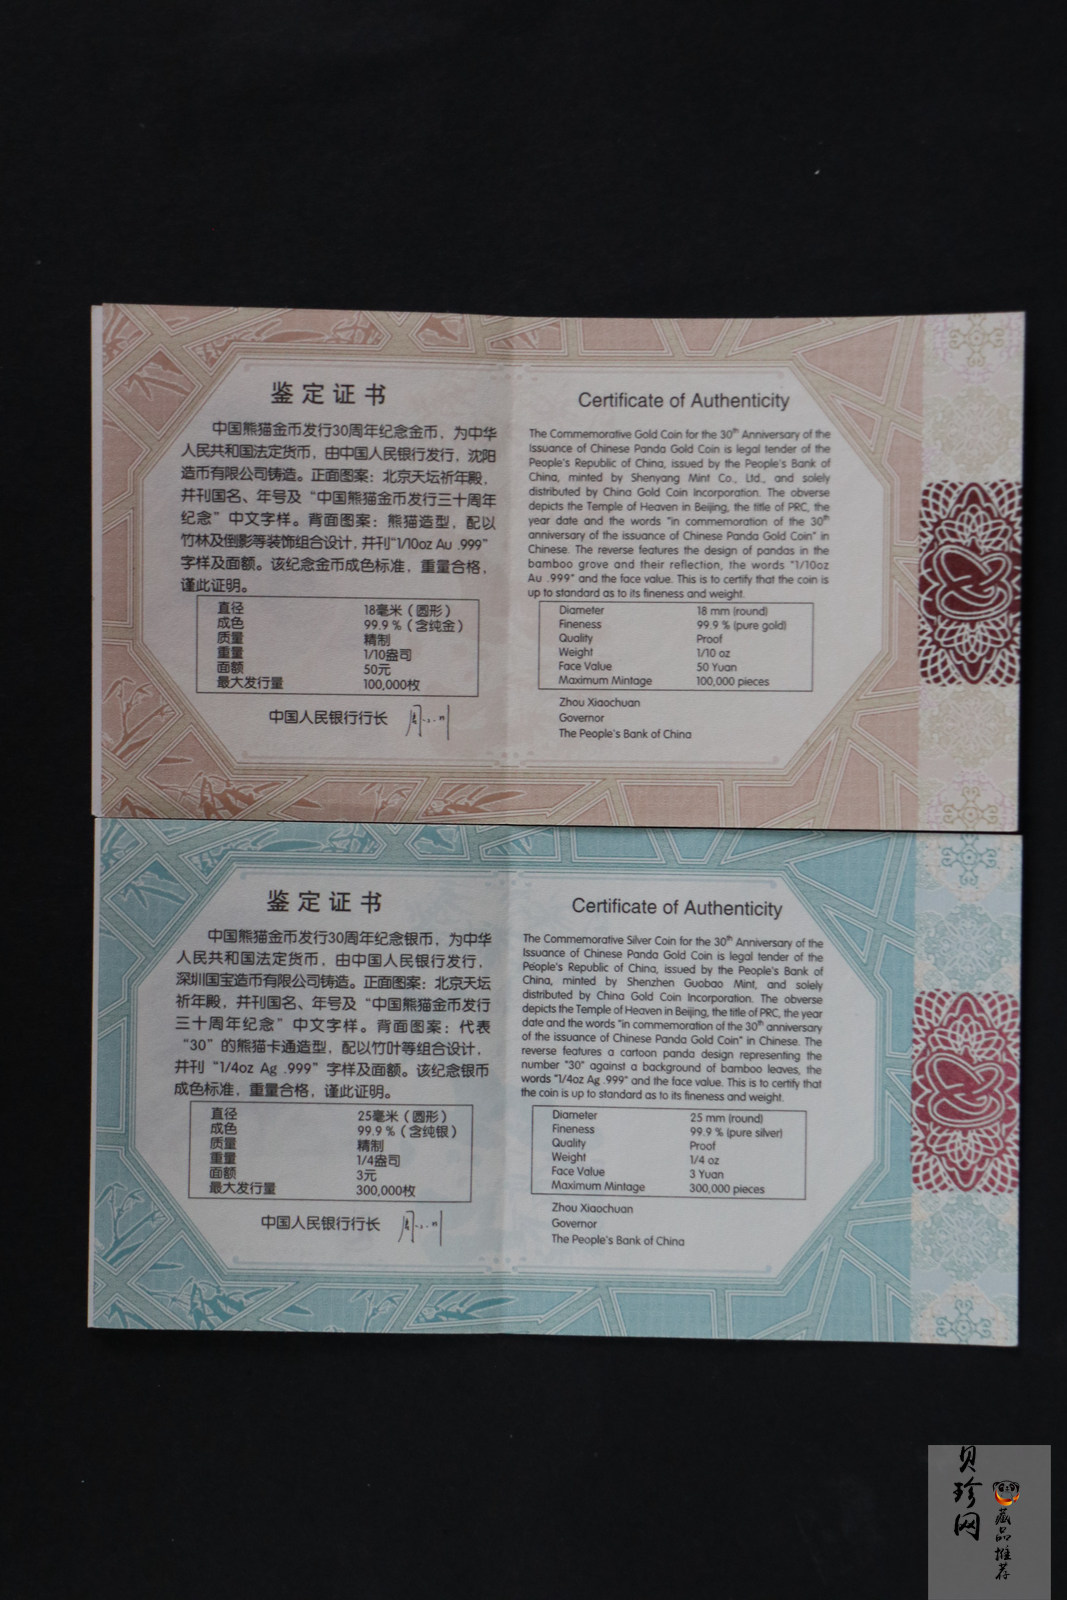 鉴定证书
中国熊猫金币发行30周年纪念金币，为中华
人民共和国法定货币，由中国人民银行发行，沈阳
造币有限公司铸造。正面图案：北京天坛祈年殿，
并刊国名、年号及“中国熊猫金币发行三十周年
纪念”中文字样。背面图案：熊猫造型，配以
竹林及倒影等装饰组合设计，并刊“1/10oz Au .999”
字样及面额。该纪念金币成色标准，重量合格，
谨此证明。
直径 18毫米（圆形）
成色 99.9 %（含纯金）
质量 精制
重量 1/10盎司
面额 50元
最大发行量 100,000枚
中国人民银行行长
Certificate of Authenticity
The Commemorative Gold Coin for the 30th Anniversary of the
Issuance of Chinese Panda Gold Coin is legal tender of the
People's Republic of China, issued by the People's Bank of
China, minted by Shenyang Mint Co., Ltd., and solely
distributed by China Gold Coin Incorporation. The obverse
depicts the Temple of Heaven in Beijing, the title of PRC, the
year date and the words "in commemoration of the 30th
anniversary of the issuance of Chinese Panda Gold Coin" in
Chinese. The reverse features the design of pandas in the
bamboo grove and their reflection, the words "1/10oz
Au .999" and the face value. This is to certify that the coin is
up to standard as to its fineness and weight.
Diameter 18 mm (round)
Fineness 99.9 % (pure gold)
Quality Proof
Weight 1/10 oz
Face Value 50 Yuan
Maximum Mintage 100,000 pieces
Zhou Xiaochuan
Governor
The People's Bank of China
鉴定证书
中国熊猫金币发行30周年纪念银币，为中华
人民共和国法定货币，由中国人民银行发行，
深圳国宝造币有限公司铸造。正面图案：北京天坛
祈年殿，并刊国名、年号及“中国熊猫金币发行
三十周年纪念”中文字样。背面图案：代表
“30”的熊猫卡通造型，配以竹叶等组合设计，
并刊“1/4oz Ag .999”字样及面额。该纪念银币
成色标准，重量合格，谨此证明。
直径 25毫米（圆形）
成色 99.9 %（含纯银）
质量 精制
重量 1/4盎司
面额 3元
最大发行量 300,000枚
中国人民银行行长
Certificate of Authenticity
The Commemorative Silver Coin for the 30th Anniversary of the
Issuance of Chinese Panda Gold Coin is legal tender of the
People's Republic of China, issued by the People's Bank of
China, minted by Shenzhen Guobao Mint, and solely
distributed by China Gold Coin Incorporation. The obverse
depicts the Temple of Heaven in Beijing, the title of PRC, the year
date and the words "in commemoration of the 30th anniversary
of the issuance of Chinese Panda Gold Coin" in Chinese. The
reverse features a cartoon panda design representing the
number "30" against a background of bamboo leaves, the
words "1/4oz Ag .999" and the face value. This is to certify that
the coin is up to standard as to its fineness and weight.
Diameter 25 mm (round)
Fineness 99.9 % (pure silver)
Quality Proof
Weight 1/4 oz
Face Value 3 Yuan
Maximum Mintage 300,000 pieces
Zhou Xiaochuan
Governor
The People's Bank of China
贝珍网
藏品推荐